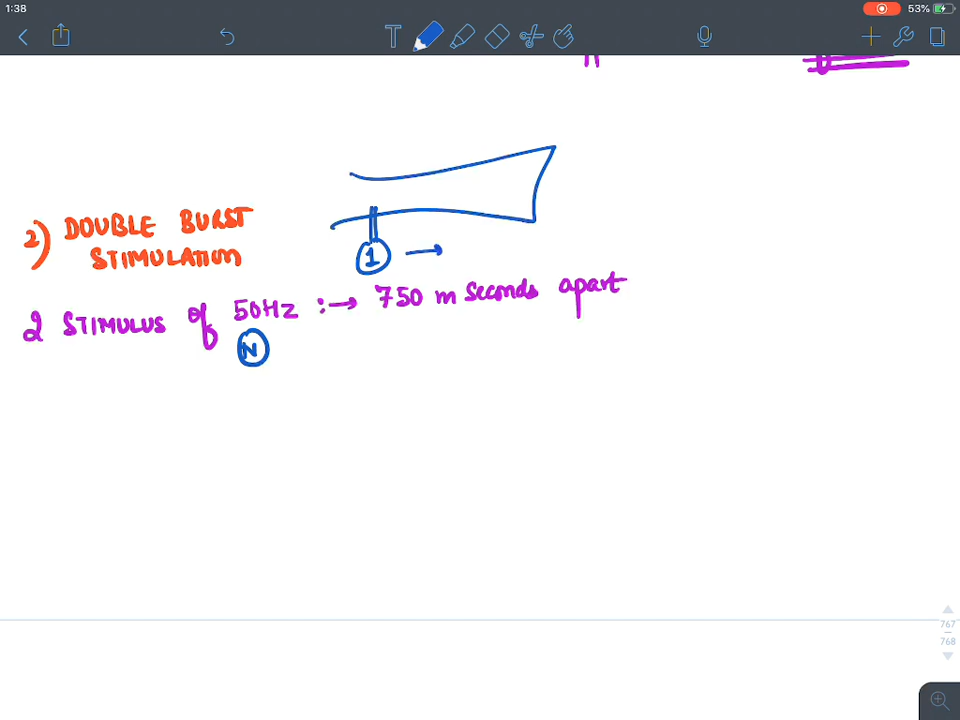 1:38
53%
T
2) DOUBLE BURST
STIMULATION
1
2 STIMULUS of 50Hz :→ 750 m seconds apart
N
767
768